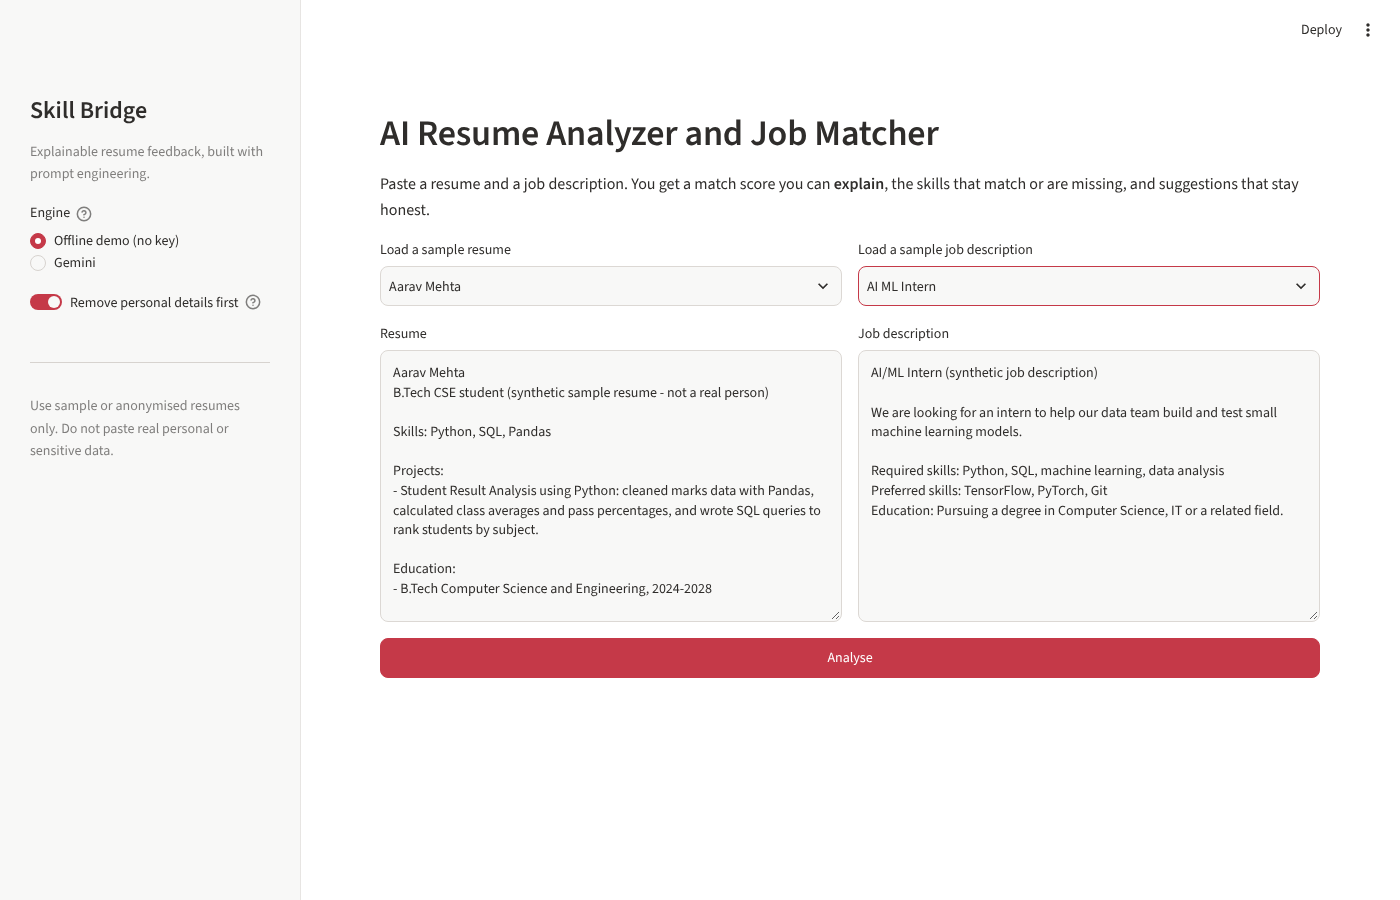 Deploy
Skill Bridge
Explainable resume feedback, built with
prompt engineering.
Engine
Offline demo (no key)
Gemini
Remove personal details first
Use sample or anonymised resumes
only. Do not paste real personal or
sensitive data.
AI Resume Analyzer and Job Matcher
Paste a resume and a job description. You get a match score you can explain, the skills that match or are missing, and suggestions that stay
honest.
Load a sample resume
Aarav Mehta
Load a sample job description
AI ML Intern
Resume
Aarav Mehta
B.Tech CSE student (synthetic sample resume - not a real person)
Skills: Python, SQL, Pandas
Projects:
- Student Result Analysis using Python: cleaned marks data with Pandas,
calculated class averages and pass percentages, and wrote SQL queries to
rank students by subject.
Education:
- B.Tech Computer Science and Engineering, 2024-2028
Job description
AI/ML Intern (synthetic job description)
We are looking for an intern to help our data team build and test small
machine learning models.
Required skills: Python, SQL, machine learning, data analysis
Preferred skills: TensorFlow, PyTorch, Git
Education: Pursuing a degree in Computer Science, IT or a related field.
Analyse